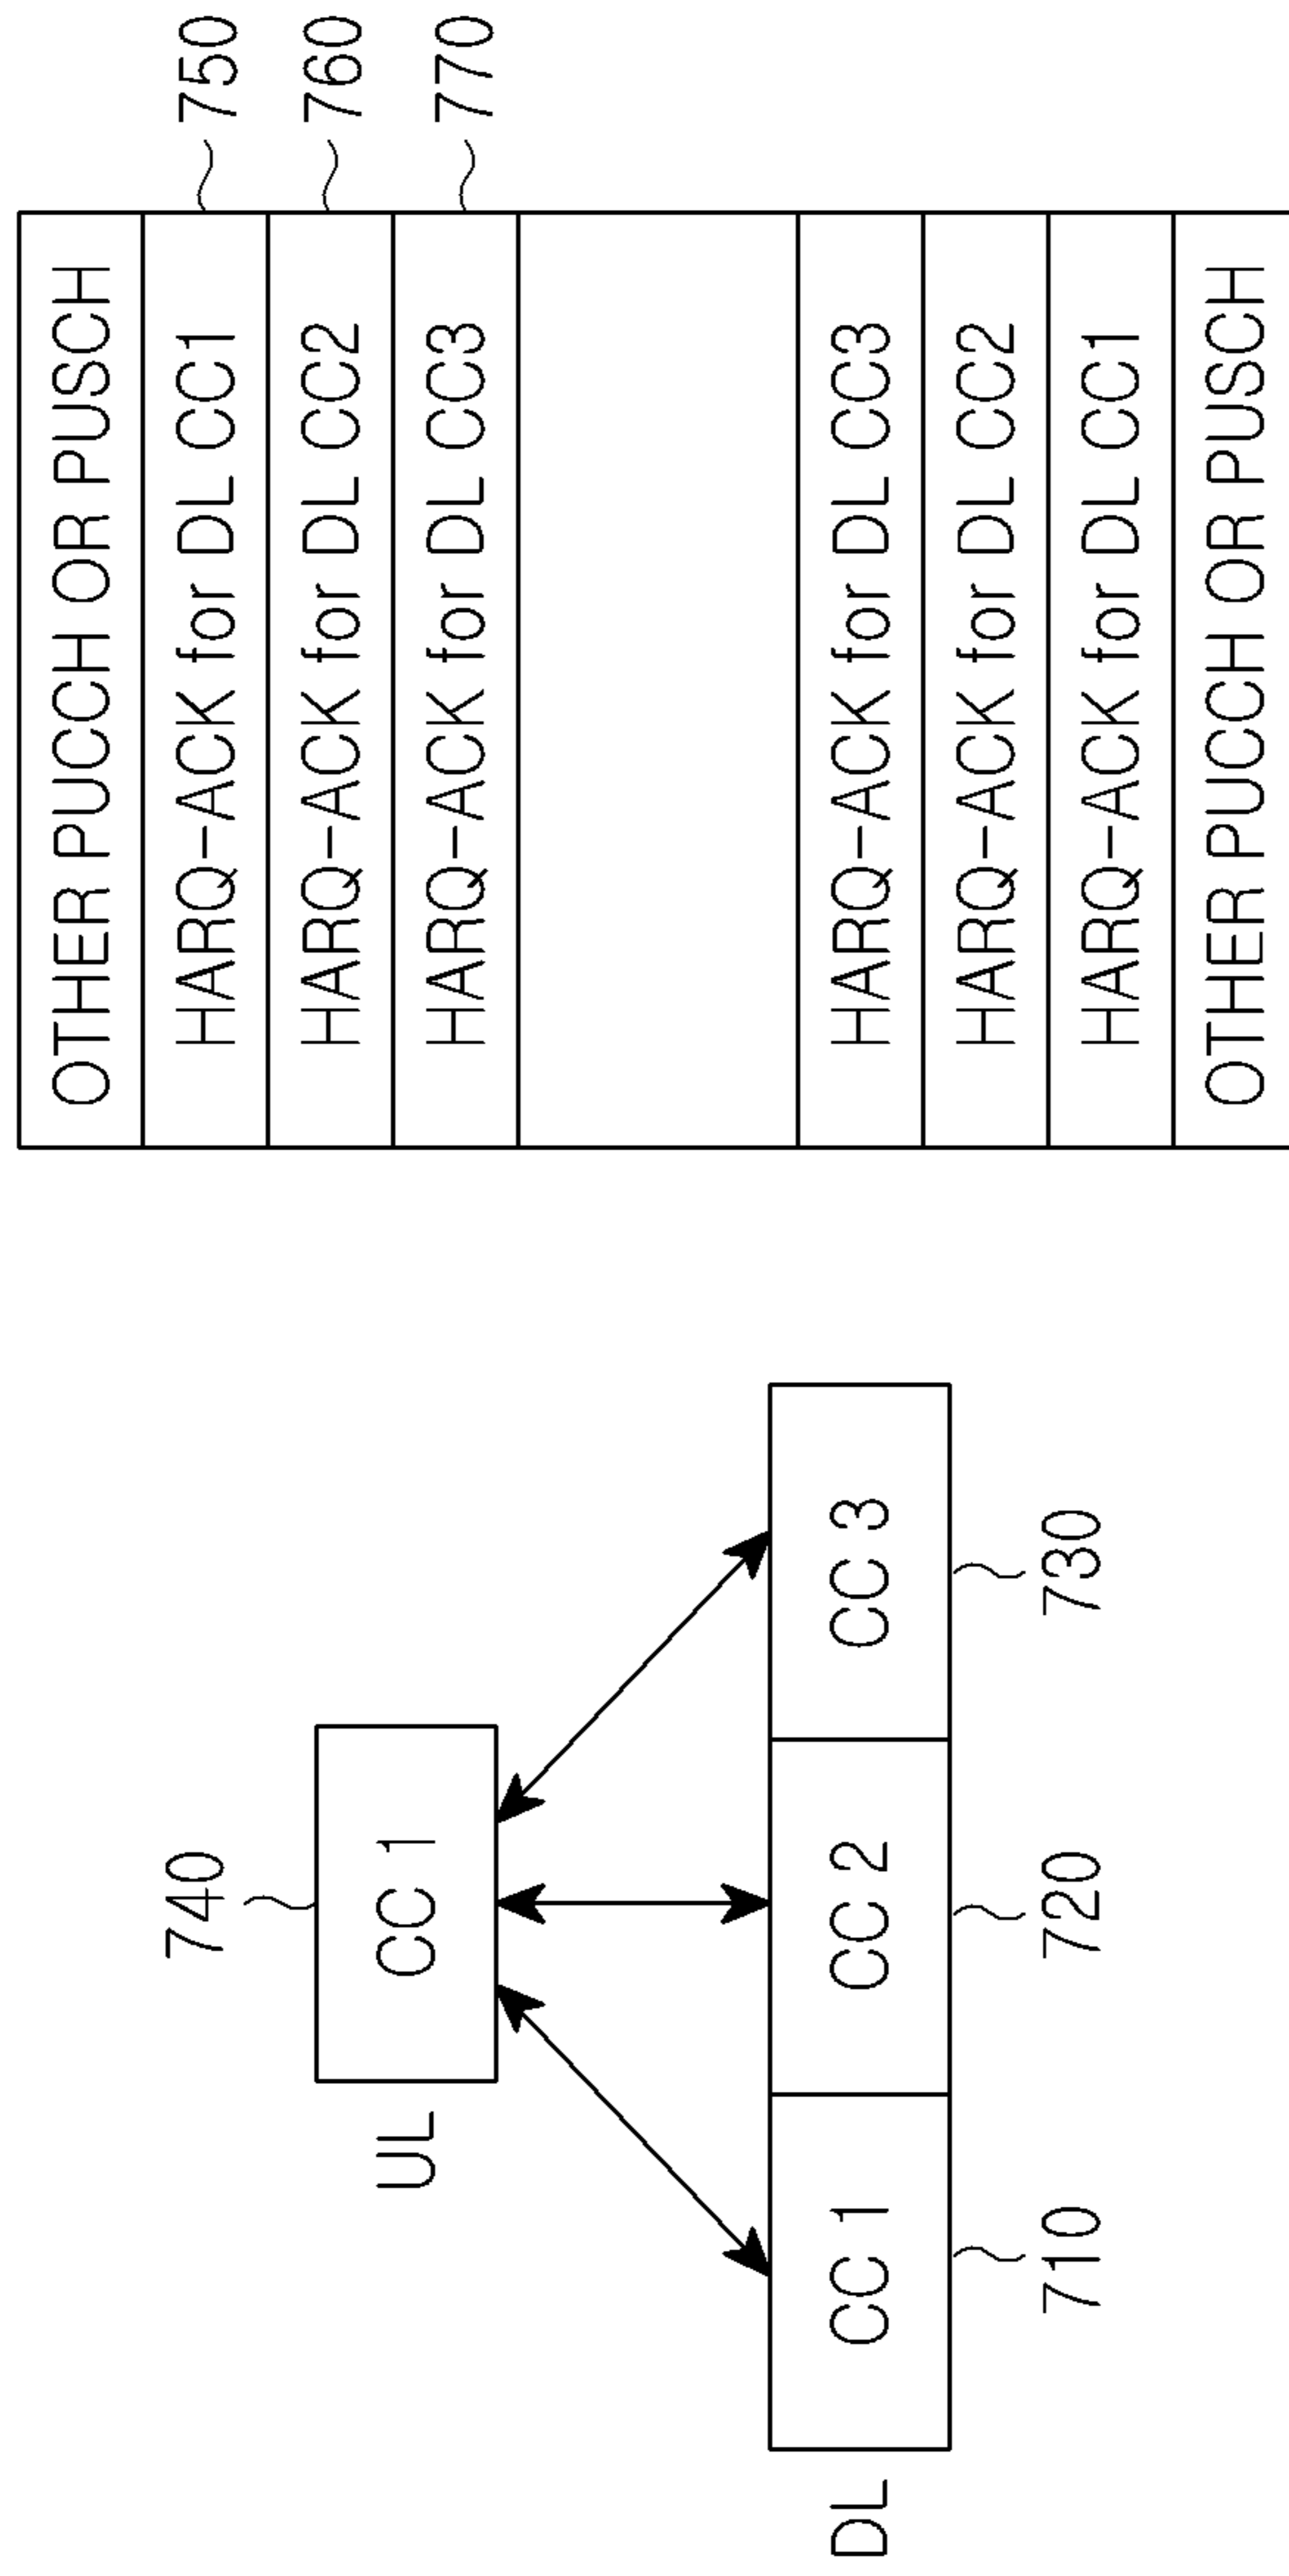 740
UL
CC 1
DL
CC 1
CC 2
CC 3
710
720
730
OTHER PUCCH OR PUSCH
HARQ-ACK for DL CC1
750
HARQ-ACK for DL CC2
760
HARQ-ACK for DL CC3
770
HARQ-ACK for DL CC3
HARQ-ACK for DL CC2
HARQ-ACK for DL CC1
OTHER PUCCH OR PUSCH